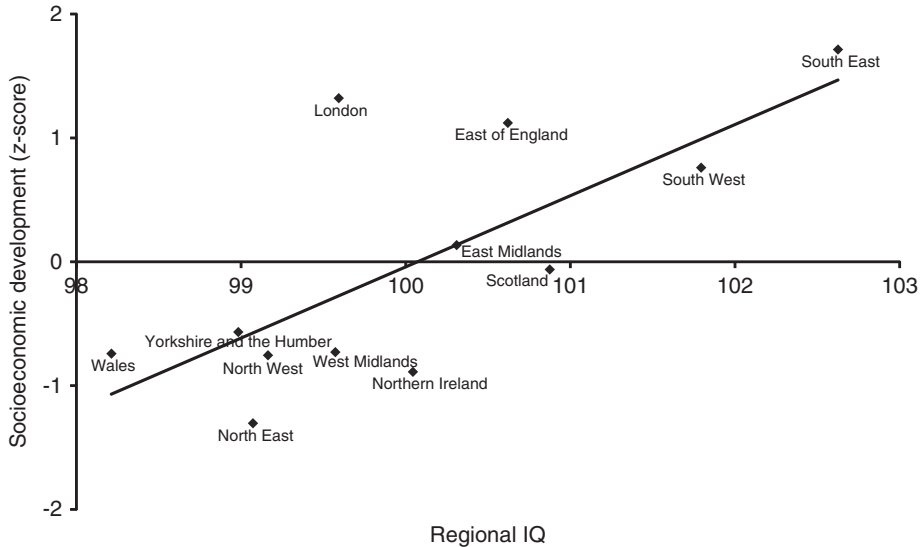 2
South East
London
East of England
1
South West
East Midlands
0
98
99
100
101
102
103
Scotland
Yorkshire and the Humber
Wales
North West
West Midlands
Northern Ireland
-1
North East
-2
Socioeconomic development (z-score)
Regional IQ